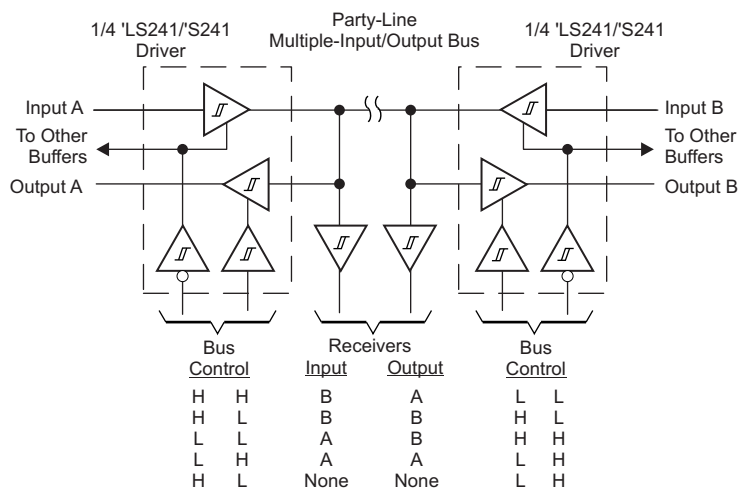 1/4 'LS241/'S241
Driver
Party-Line
Multiple-Input/Output Bus
1/4 'LS241/'S241
Driver
Input A
Input B
To Other
Buffers
To Other
Buffers
Output A
Output B
Bus
Control
Receivers
Input Output
Bus
Control
H H B A L L
H L B B H L
L L A B H H
L H A A L H
H L None None L H